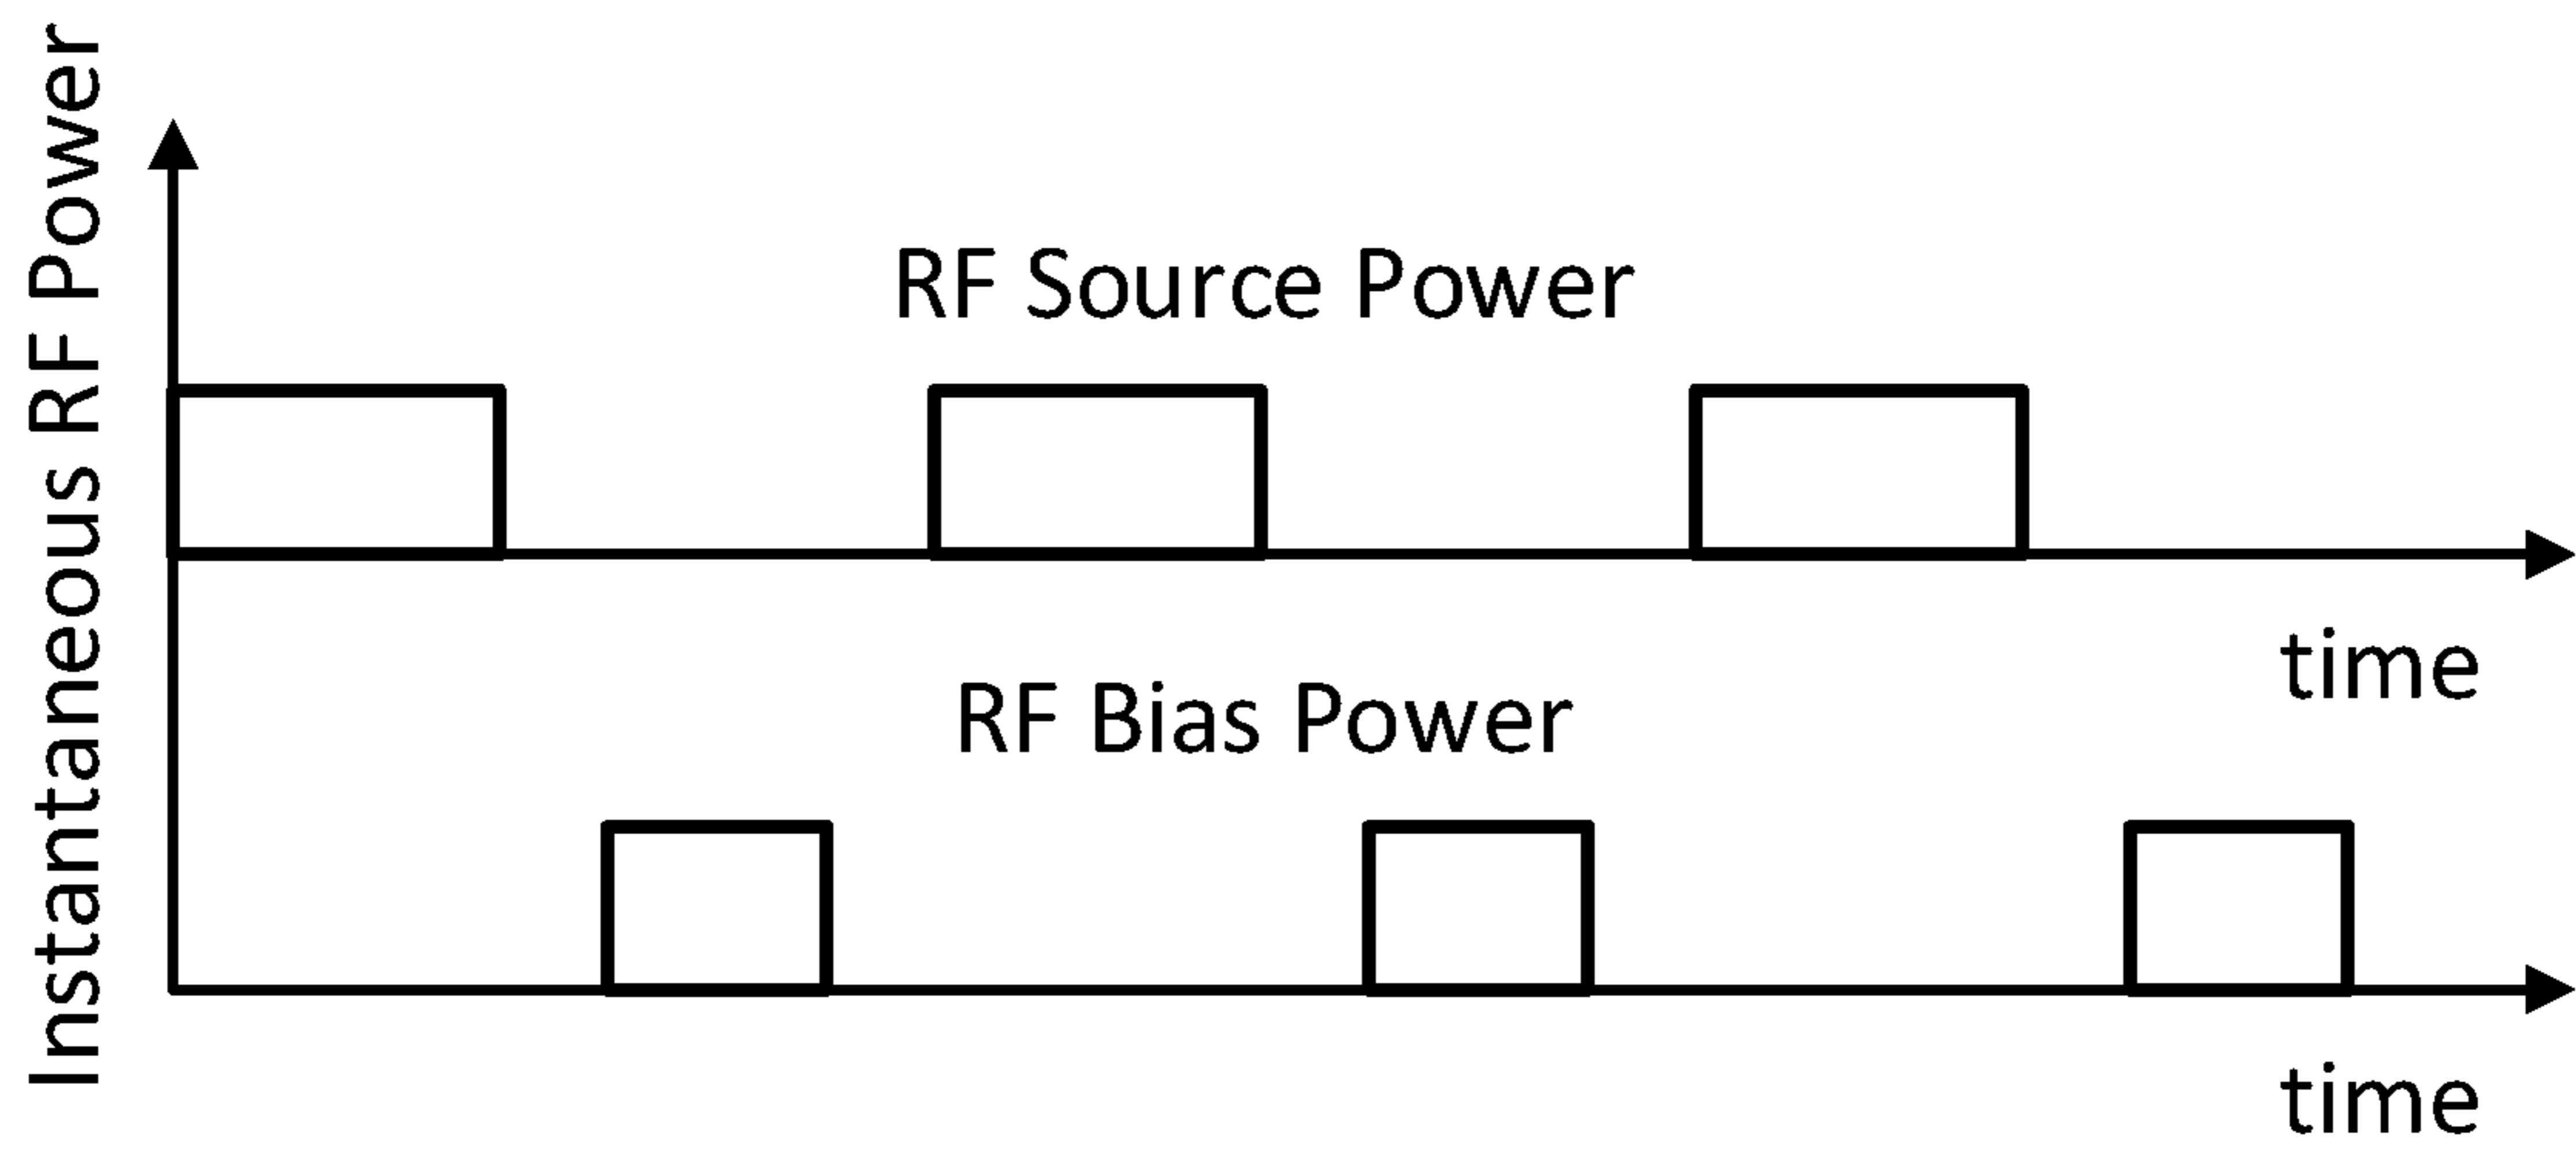 Instantaneous RF Power
RF Source Power
time
RF Bias Power
time